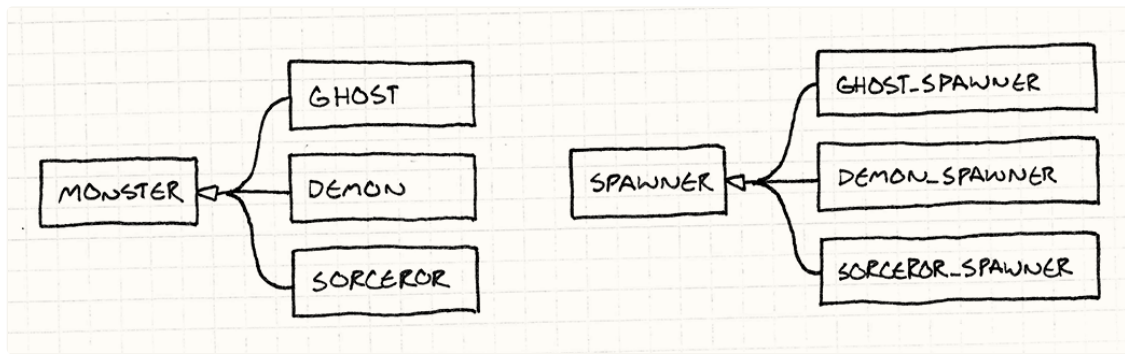 MONSTER
GHOST
DEMON
SORCEROR
SPAWNER
GHOST_SPAWNER
DEMON_SPAWNER
SORCEROR_SPAWNER